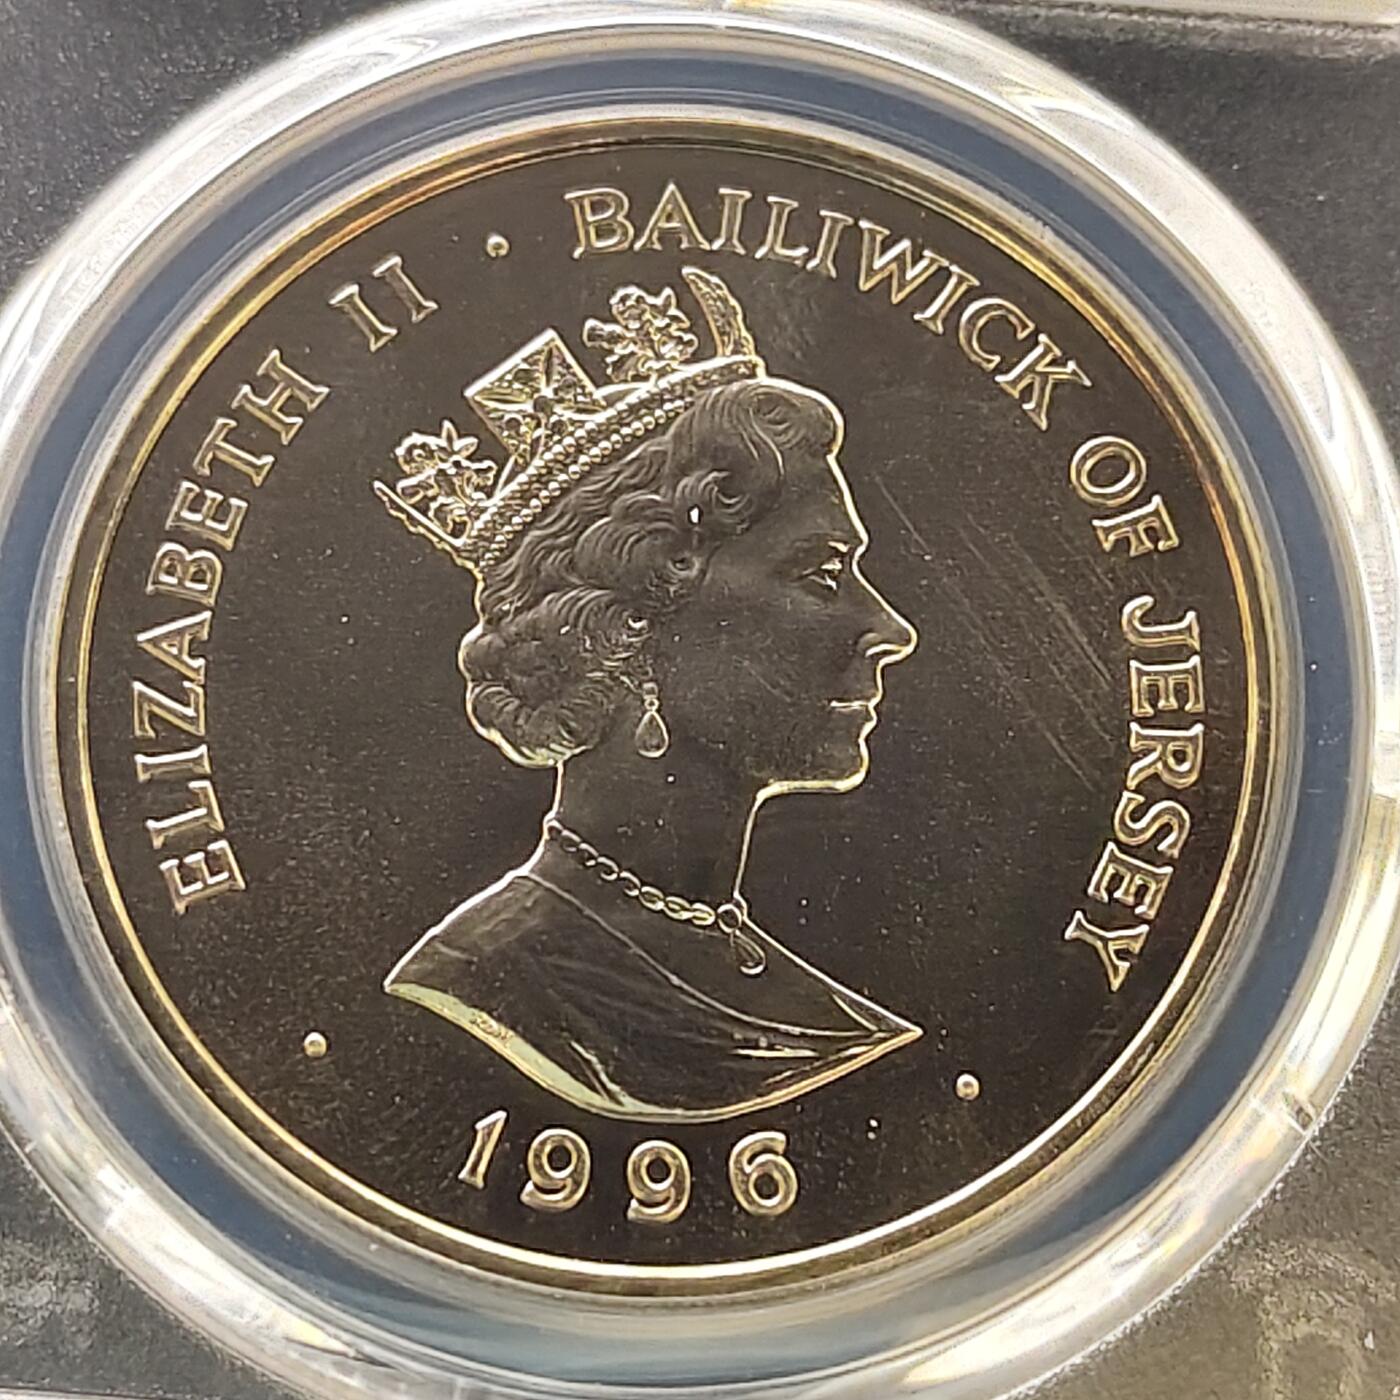 ELIZABETH II · BAILIWICK OF JERSEY
1996